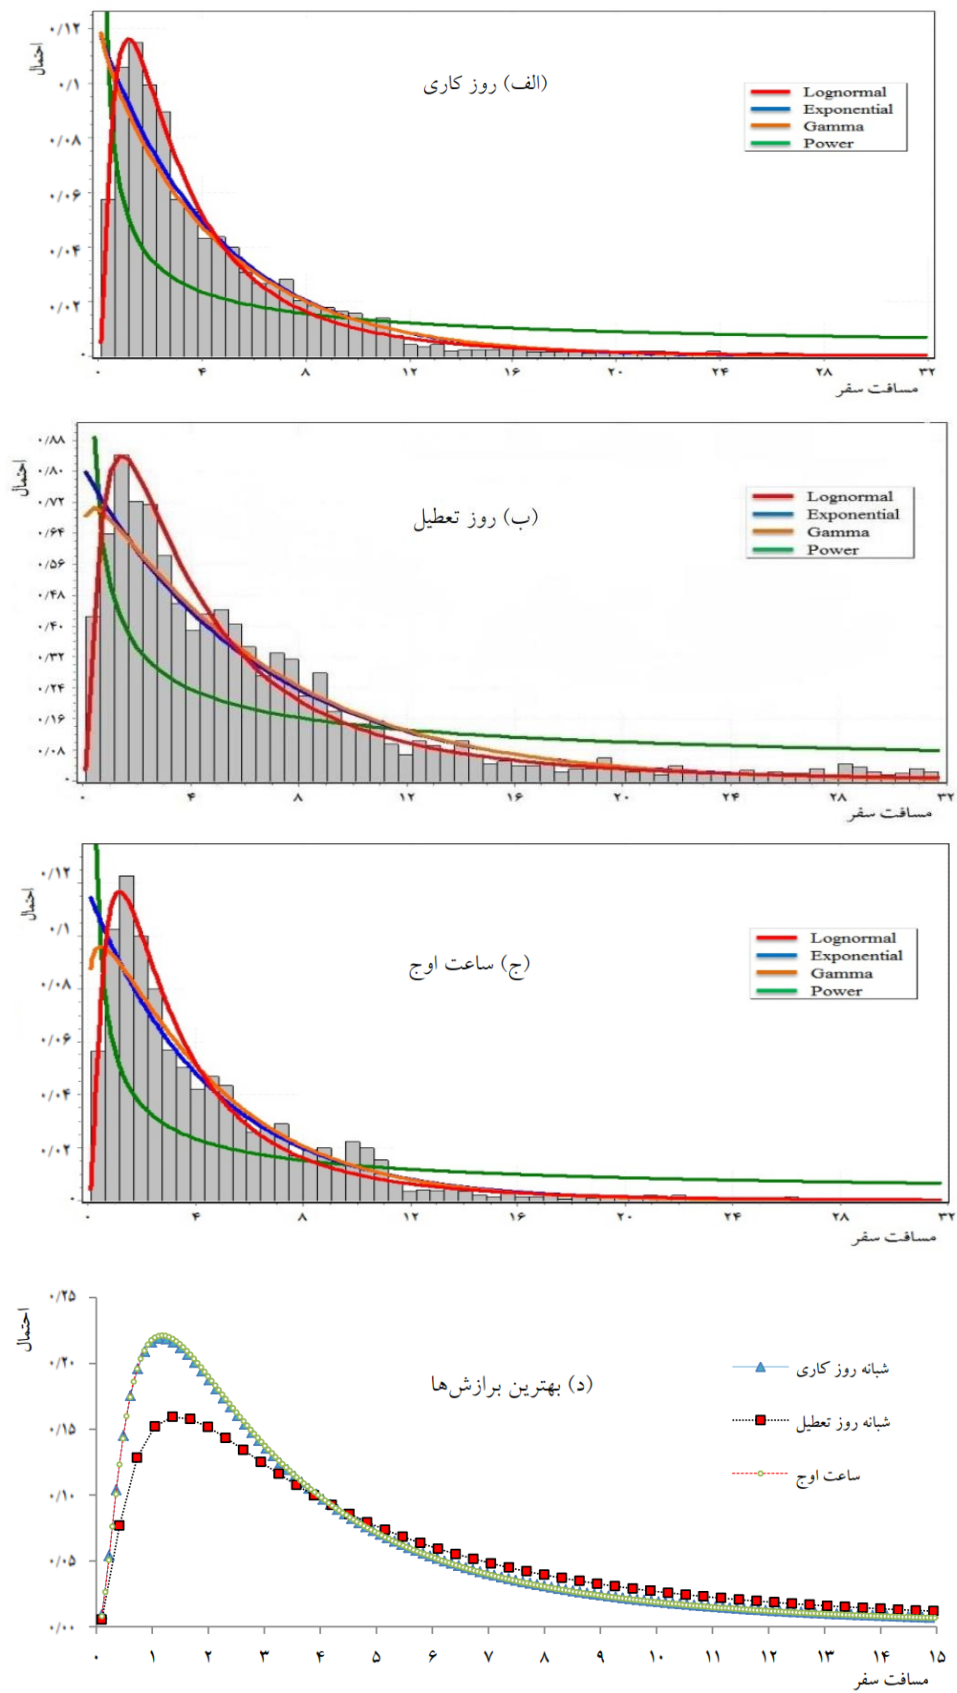 (الف) روز کاری
احتمال
۰/۱۲
۰/۱
۰/۰۸
۰/۰۶
۰/۰۴
۰/۰۲
۰
Lognormal
Exponential
Gamma
Power
۰ ۴ ۸ ۱۲ ۱۶ ۲۰ ۲۴ ۲۸ ۳۲
مسافت سفر
(ب) روز تعطیل
احتمال
۰/۸۸
۰/۸۰
۰/۷۲
۰/۶۴
۰/۵۶
۰/۴۸
۰/۴۰
۰/۳۲
۰/۲۴
۰/۱۶
۰/۰۸
۰
Lognormal
Exponential
Gamma
Power
۰ ۴ ۸ ۱۲ ۱۶ ۲۰ ۲۴ ۲۸ ۳۲
مسافت سفر
(ج) ساعت اوج
احتمال
۰/۱۲
۰/۱
۰/۰۸
۰/۰۶
۰/۰۴
۰/۰۲
۰
Lognormal
Exponential
Gamma
Power
۰ ۴ ۸ ۱۲ ۱۶ ۲۰ ۲۴ ۲۸ ۳۲
مسافت سفر
(د) بهترین برازش‌ها
احتمال
۰/۲۵
۰/۲۰
۰/۱۵
۰/۱۰
۰/۰۵
۰/۰۰
شبانه روز کاری
شبانه روز تعطیل
ساعت اوج
۰ ۱ ۲ ۳ ۴ ۵ ۶ ۷ ۸ ۹ ۱۰ ۱۱ ۱۲ ۱۳ ۱۴ ۱۵
مسافت سفر